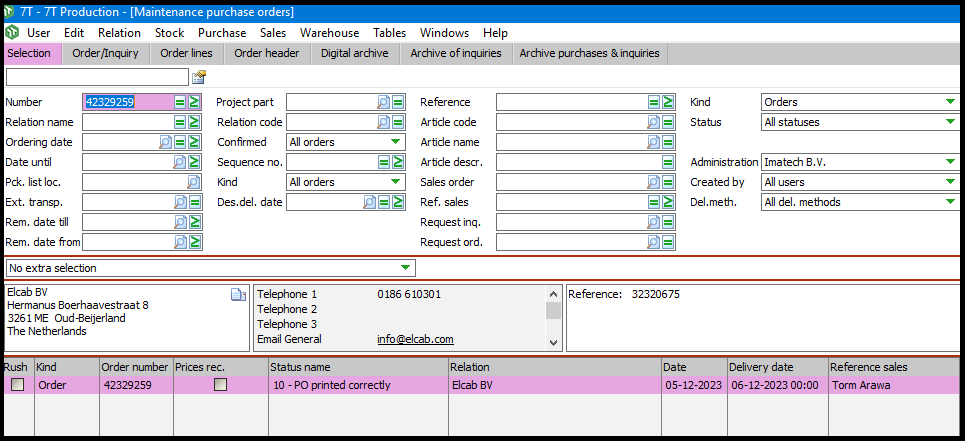 7T - 7T Production - [Maintenance purchase orders]
User Edit Relation Stock Purchase Sales Warehouse Tables Windows Help
Selection Order/Inquiry Order lines Order header Digital archive Archive of inquiries Archive purchases & inquiries
Number 42329259 Project part Reference Kind Orders
Relation name Relation code Article code Status All statuses
Ordering date Confirmed All orders Article name
Date until Sequence no. Article descr. Administration Imatech B.V.
Pck. list loc. Kind All orders Sales order Created by All users
Ext. transp. Des.del. date Ref. sales Del.meth. All del. methods
Rem. date till Request inq.
Rem. date from Request ord.
No extra selection
Elcab BV
Hermanus Boerhaavestraat 8
3261 ME Oud-Beijerland
The Netherlands
Telephone 1 0186 610301
Telephone 2
Telephone 3
Email General info@elcab.com
Reference: 32320675
Rush Kind Order number Prices rec. Status name Relation Date Delivery date Reference sales
Order 42329259 10 - PO printed correctly Elcab BV 05-12-2023 06-12-2023 00:00 Torm Arawa